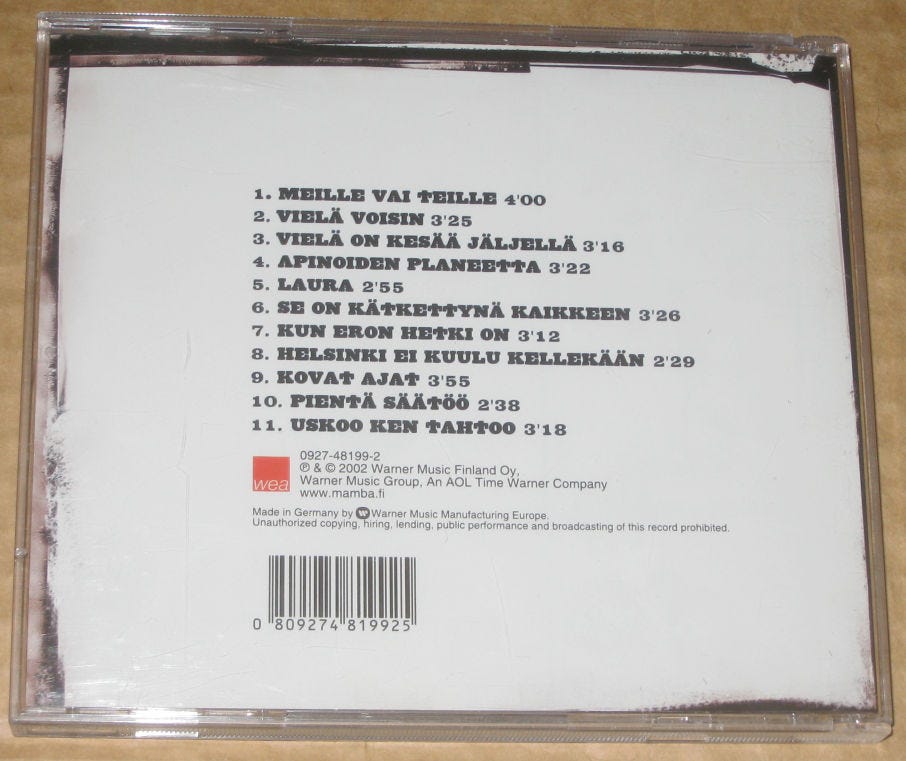 1. MEILLE VAI TEILLE 4'00
2. VIELÄ VOISIN 3'25
3. VIELÄ ON KESÄÄ JÄLJELLÄ 3'16
4. APINOIDEN PLANEETTA 3'22
5. LAURA 2'55
6. SE ON KÄTKETTYNÄ KAIKKEEN 3'26
7. KUN ERON HETKI ON 3'12
8. HELSINKI EI KUULU KELLEKÄÄN 2'29
9. KOVAT AJAT 3'55
10. PIENTÄ SÄÄTÖÖ 2'38
11. USKOO KEN TAHTOO 3'18
wea
0927-48199-2
℗ & © 2002 Warner Music Finland Oy,
Warner Music Group, An AOL Time Warner Company
www.mamba.fi
Made in Germany by W Warner Music Manufacturing Europe.
Unauthorized copying, hiring, lending, public performance and broadcasting of this record prohibited.
0 809274 819925